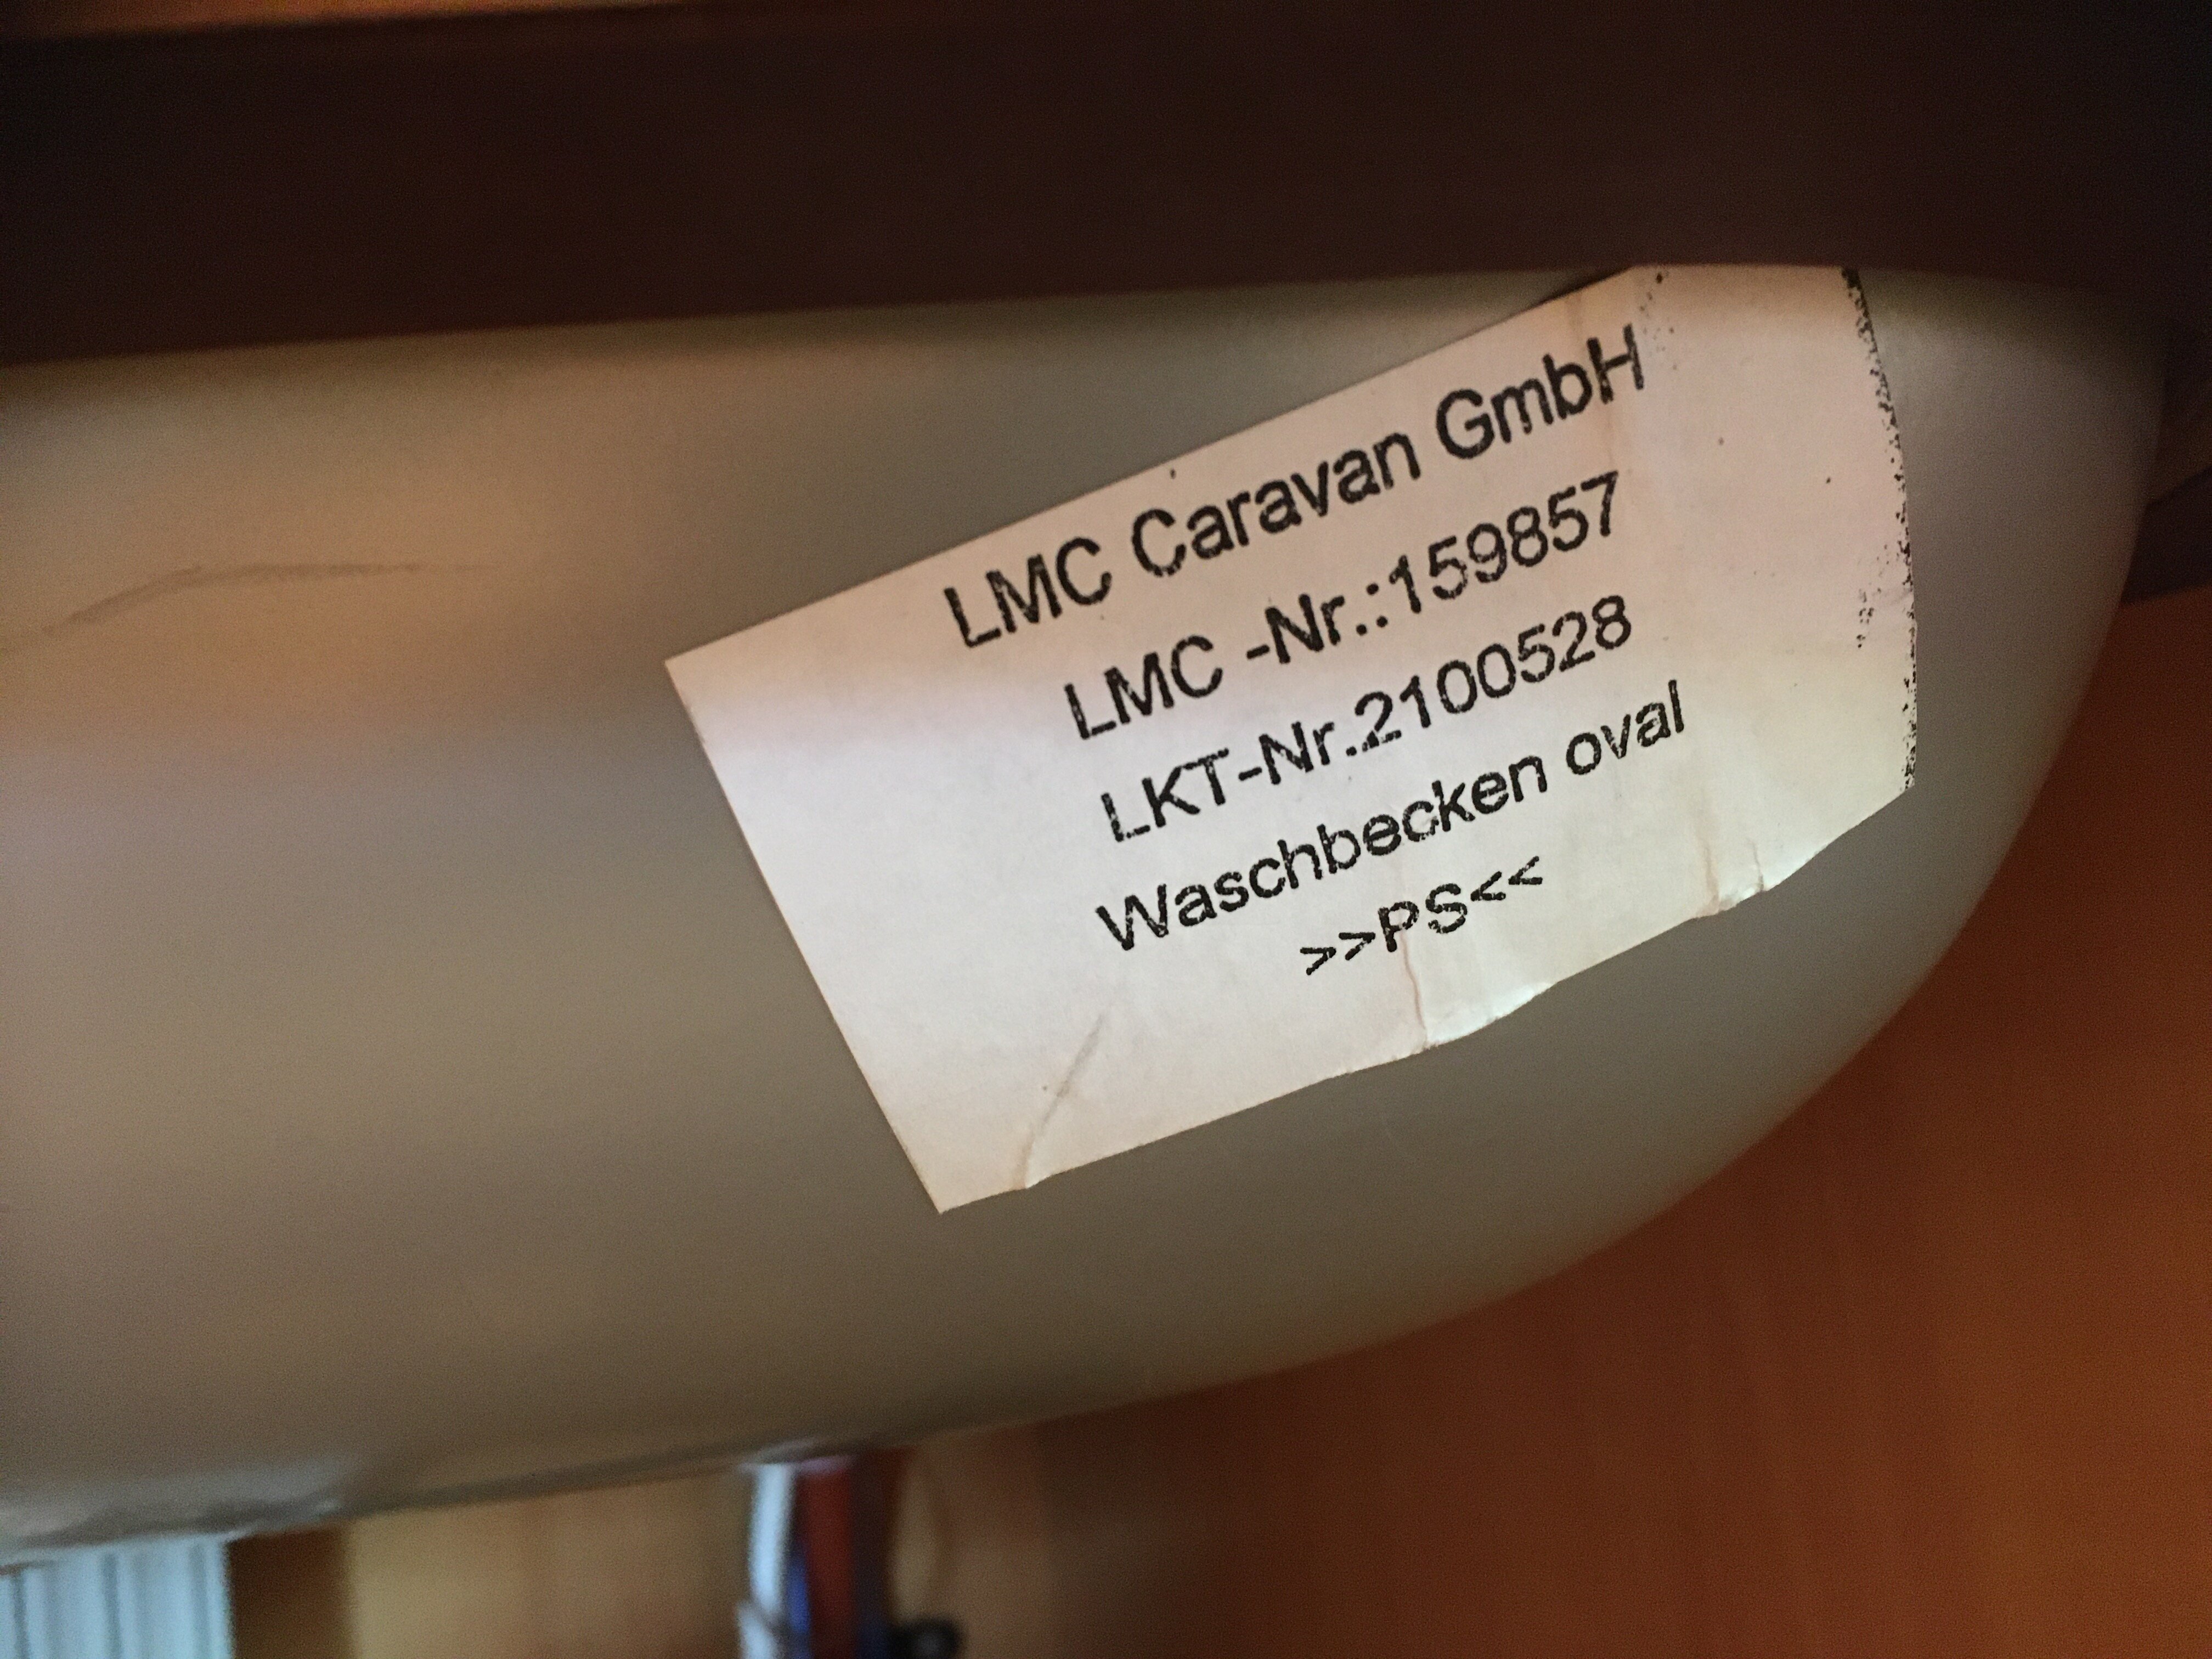 LMC Caravan GmbH
LMC -Nr.:159857
LKT-Nr.2100528
Waschbecken oval
>>PS<<